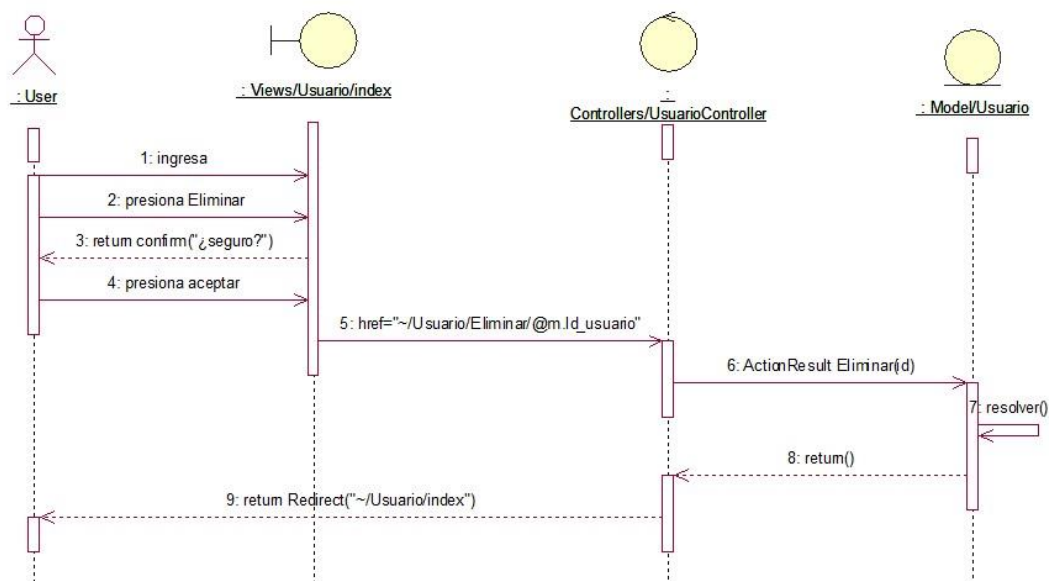 : User
: Views/Usuario/index
:
Controllers/UsuarioController
: Model/Usuario
1: ingresa
2: presiona Eliminar
3: return confirm("¿seguro?")
4: presiona aceptar
5: href="~/Usuario/Eliminar/@m.Id_usuario"
6: ActionResult Eliminar(id)
7: resolver()
8: return()
9: return Redirect("~/Usuario/index")